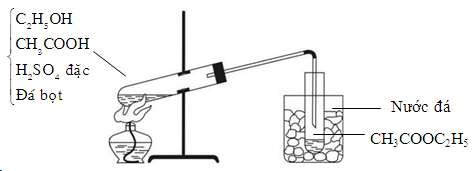 C₂H₅OH
CH₃COOH
H₂SO₄ đặc
Đá bọt
Nước đá
CH₃COOC₂H₅